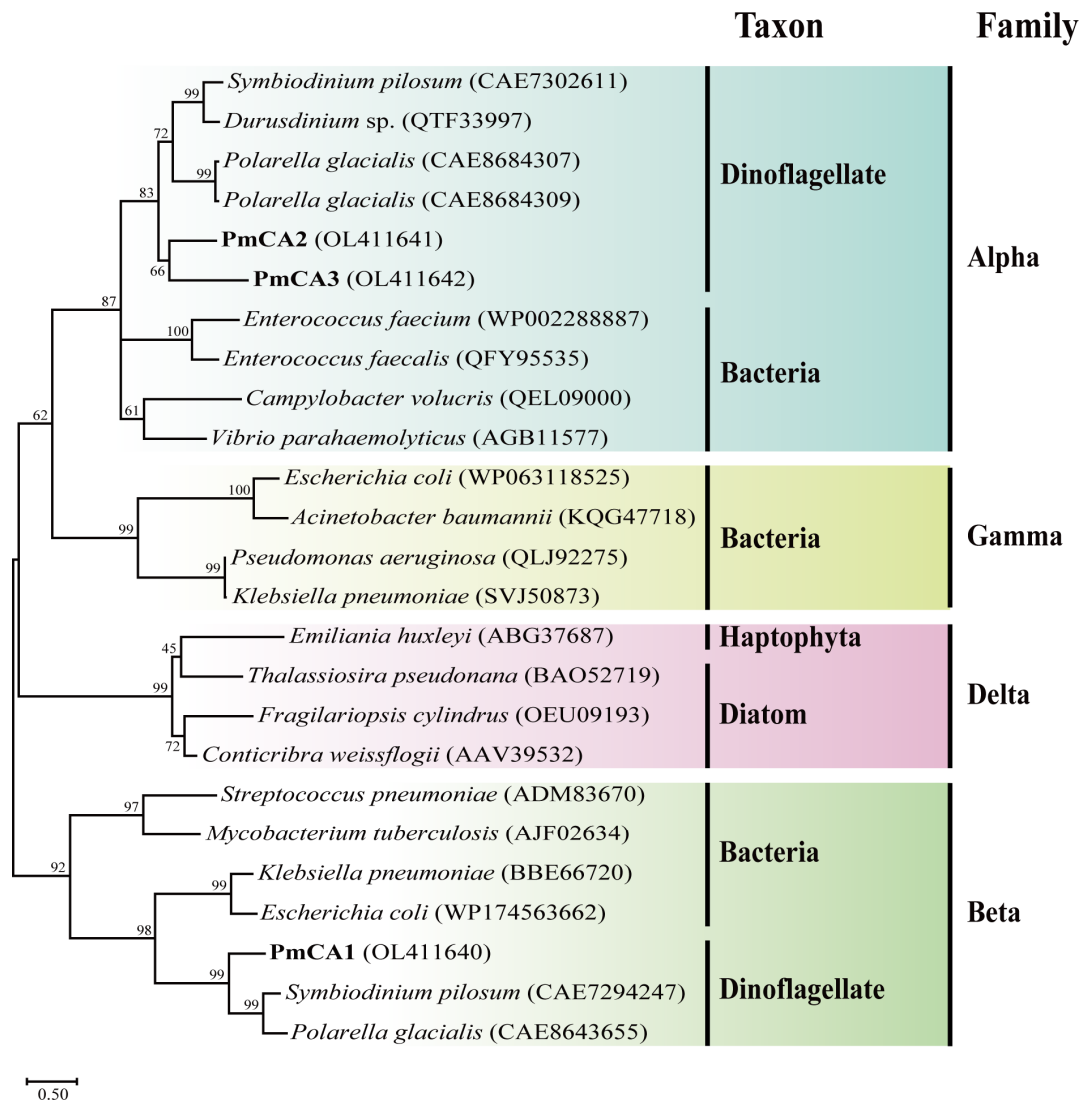 Taxon Family
99 Symbiodinium pilosum (CAE7302611)
Durusdinium sp. (QTF33997)
72
99 Polarella glacialis (CAE8684307)
Polarella glacialis (CAE8684309)
Dinoflagellate
83
PmCA2 (OL411641)
66 PmCA3 (OL411642)
Alpha
87
100 Enterococcus faecium (WP002288887)
Enterococcus faecalis (QFY95535)
Bacteria
61 Campylobacter volucris (QEL09000)
Vibrio parahaemolyticus (AGB11577)
62
100 Escherichia coli (WP063118525)
Acinetobacter baumannii (KQG47718)
99
Bacteria
Gamma
99 Pseudomonas aeruginosa (QLJ92275)
Klebsiella pneumoniae (SVJ50873)
Emiliania huxleyi (ABG37687) Haptophyta
45
Thalassiosira pseudonana (BAO52719)
99
Delta
Fragilariopsis cylindrus (OEU09193) Diatom
72
Conticribra weissflogii (AAV39532)
Streptococcus pneumoniae (ADM83670)
97
Mycobacterium tuberculosis (AJF02634)
Bacteria
92
99 Klebsiella pneumoniae (BBE66720)
Escherichia coli (WP174563662)
Beta
98
PmCA1 (OL411640)
99
99 Symbiodinium pilosum (CAE7294247) Dinoflagellate
Polarella glacialis (CAE8643655)
0.50